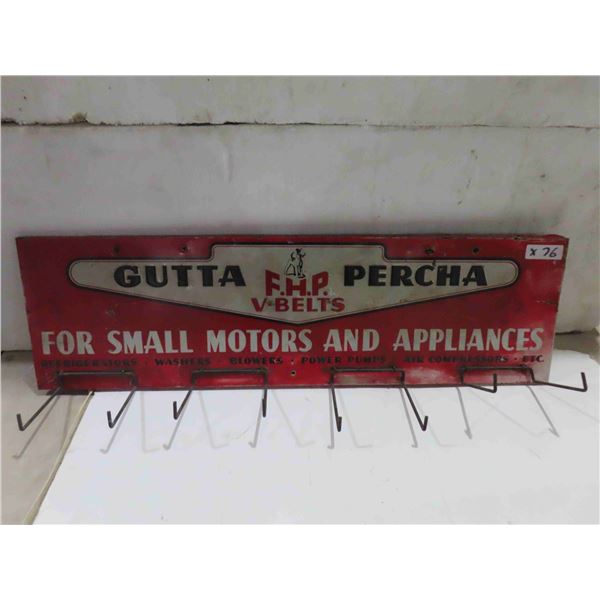 x 76
GUTTA F.H.P. PERCHA
V-BELTS
FOR SMALL MOTORS AND APPLIANCES
REFRIGERATORS · WASHERS · BLOWERS · POWER PUMPS · AIR COMPRESSORS · ETC.